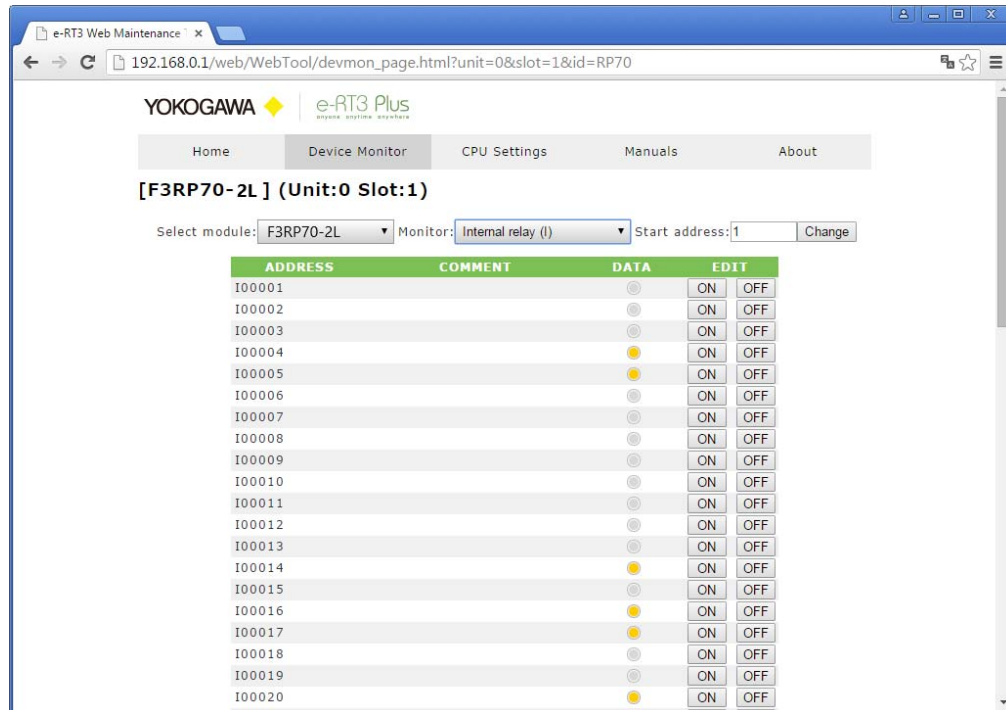 e-RT3 Web Maintenance T
192.168.0.1/web/WebTool/devmon_page.html?unit=0&slot=1&id=RP70
YOKOGAWA e-RT3 Plus
anyone anytime anywhere
Home Device Monitor CPU Settings Manuals About
[F3RP70-2L] (Unit:0 Slot:1)
Select module: F3RP70-2L Monitor: Internal relay (I) Start address: 1 Change
ADDRESS COMMENT DATA EDIT
I00001 ON OFF
I00002 ON OFF
I00003 ON OFF
I00004 ON OFF
I00005 ON OFF
I00006 ON OFF
I00007 ON OFF
I00008 ON OFF
I00009 ON OFF
I00010 ON OFF
I00011 ON OFF
I00012 ON OFF
I00013 ON OFF
I00014 ON OFF
I00015 ON OFF
I00016 ON OFF
I00017 ON OFF
I00018 ON OFF
I00019 ON OFF
I00020 ON OFF